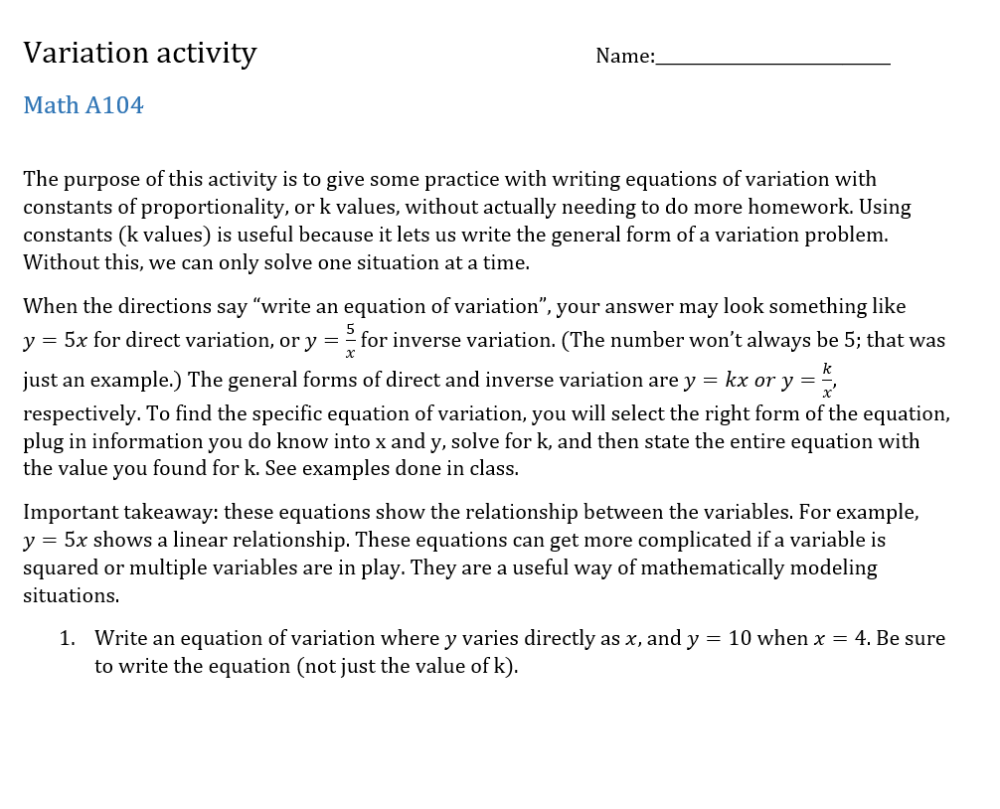 Variation activity Name:________________________
Math A104
The purpose of this activity is to give some practice with writing equations of variation with
constants of proportionality, or k values, without actually needing to do more homework. Using
constants (k values) is useful because it lets us write the general form of a variation problem.
Without this, we can only solve one situation at a time.
When the directions say “write an equation of variation”, your answer may look something like
y = 5x for direct variation, or y = 5/x for inverse variation. (The number won’t always be 5; that was
just an example.) The general forms of direct and inverse variation are y = kx or y = k/x,
respectively. To find the specific equation of variation, you will select the right form of the equation,
plug in information you do know into x and y, solve for k, and then state the entire equation with
the value you found for k. See examples done in class.
Important takeaway: these equations show the relationship between the variables. For example,
y = 5x shows a linear relationship. These equations can get more complicated if a variable is
squared or multiple variables are in play. They are a useful way of mathematically modeling
situations.
1. Write an equation of variation where y varies directly as x, and y = 10 when x = 4. Be sure
to write the equation (not just the value of k).